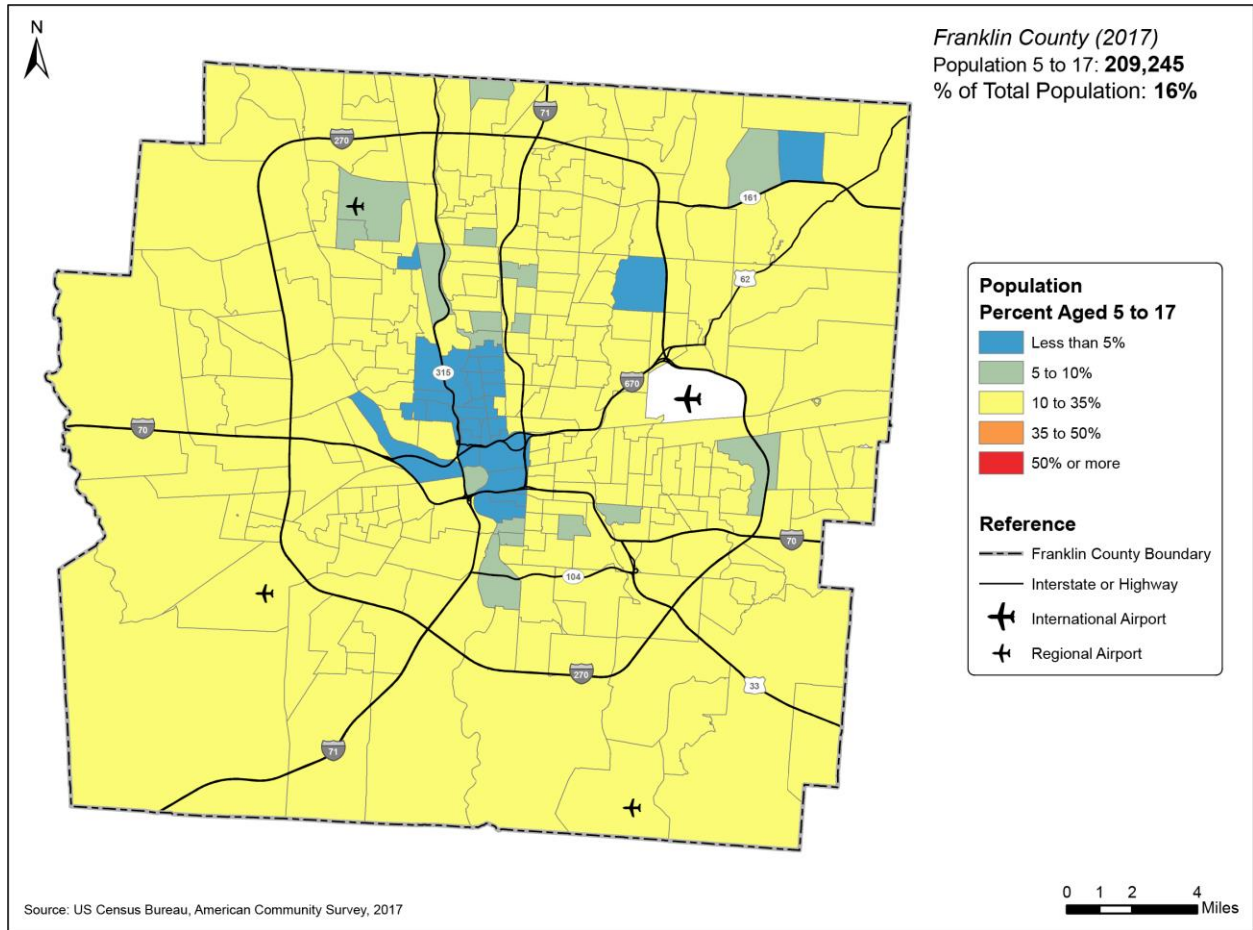 N
Franklin County (2017)
Population 5 to 17: 209,245
% of Total Population: 16%
71
270
161
62
315
670
70
70
104
270
33
71
Population
Percent Aged 5 to 17
Less than 5%
5 to 10%
10 to 35%
35 to 50%
50% or more
Reference
Franklin County Boundary
Interstate or Highway
International Airport
Regional Airport
0 1 2 4
Miles
Source: US Census Bureau, American Community Survey, 2017